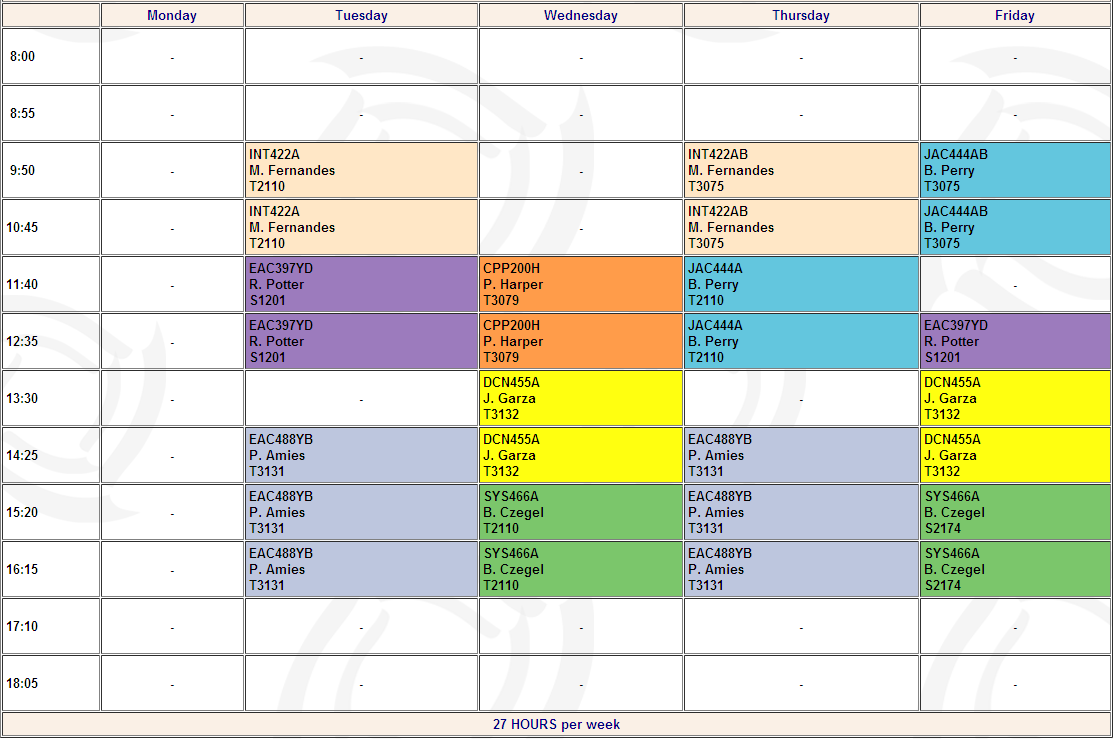 Monday Tuesday Wednesday Thursday Friday
8:00 - - - - -
8:55 - - - - -
9:50 - INT422A - INT422AB JAC444AB
M. Fernandes M. Fernandes B. Perry
T2110 T3075 T3075
10:45 - INT422A - INT422AB JAC444AB
M. Fernandes M. Fernandes B. Perry
T2110 T3075 T3075
11:40 - EAC397YD CPP200H JAC444A -
R. Potter P. Harper B. Perry
S1201 T3079 T2110
12:35 - EAC397YD CPP200H JAC444A EAC397YD
R. Potter P. Harper B. Perry R. Potter
S1201 T3079 T2110 S1201
13:30 - - DCN455A - DCN455A
J. Garza J. Garza
T3132 T3132
14:25 - EAC488YB DCN455A EAC488YB DCN455A
P. Amies J. Garza P. Amies J. Garza
T3131 T3132 T3131 T3132
15:20 - EAC488YB SYS466A EAC488YB SYS466A
P. Amies B. Czegel P. Amies B. Czegel
T3131 T2110 T3131 S2174
16:15 - EAC488YB SYS466A EAC488YB SYS466A
P. Amies B. Czegel P. Amies B. Czegel
T3131 T2110 T3131 S2174
17:10 - - - - -
18:05 - - - - -
27 HOURS per week